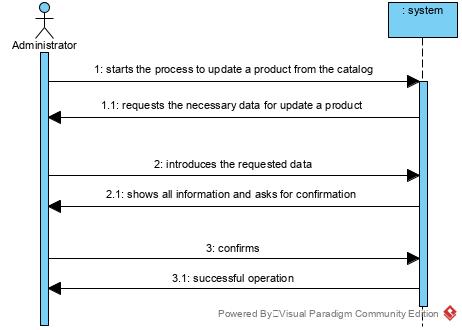 : system
Administrator
1: starts the process to update a product from the catalog
1.1: requests the necessary data for update a product
2: introduces the requested data
2.1: shows all information and asks for confirmation
3: confirms
3.1: successful operation
Powered By Visual Paradigm Community Edition